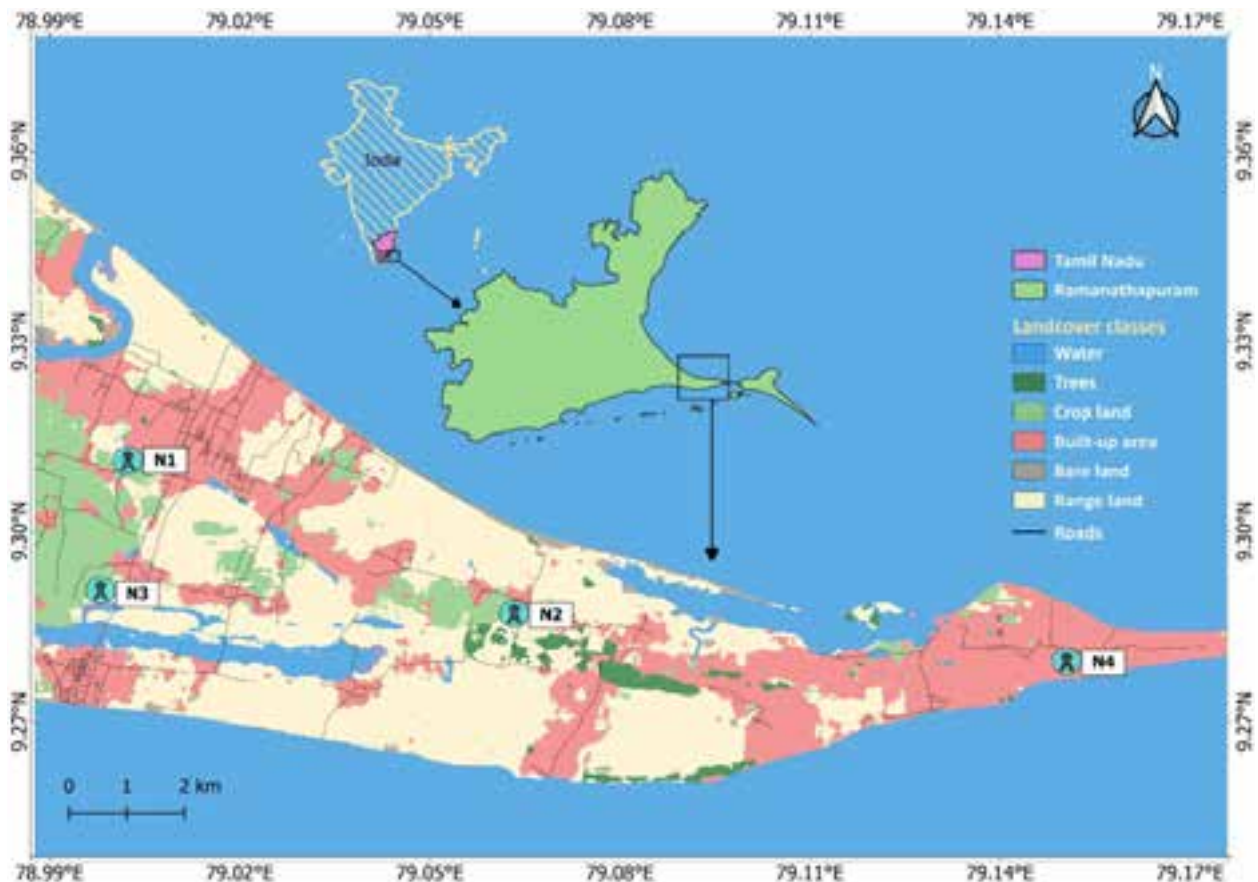 78.99°E 79.02°E 79.05°E 79.08°E 79.11°E 79.14°E 79.17°E
N
9.36°N 9.36°N
India
Tamil Nadu
Ramanathapuram
Landcover classes
9.33°N 9.33°N
Water
Trees
Crop land
Built-up area
Bare land
Range land
Roads
N1
9.30°N 9.30°N
N3
N2
N4
9.27°N 9.27°N
0 1 2 km
78.99°E 79.02°E 79.05°E 79.08°E 79.11°E 79.14°E 79.17°E